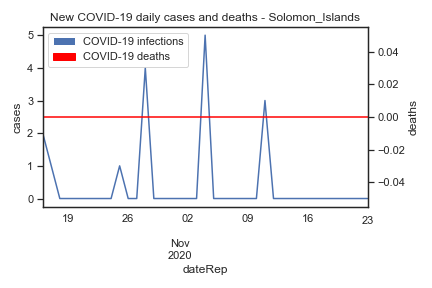 New COVID-19 daily cases and deaths - Solomon_Islands
COVID-19 infections
COVID-19 deaths
cases
5
4
3
2
1
0
deaths
0.04
0.02
0.00
−0.02
−0.04
19 26 02 09 16 23
Nov
2020
dateRep